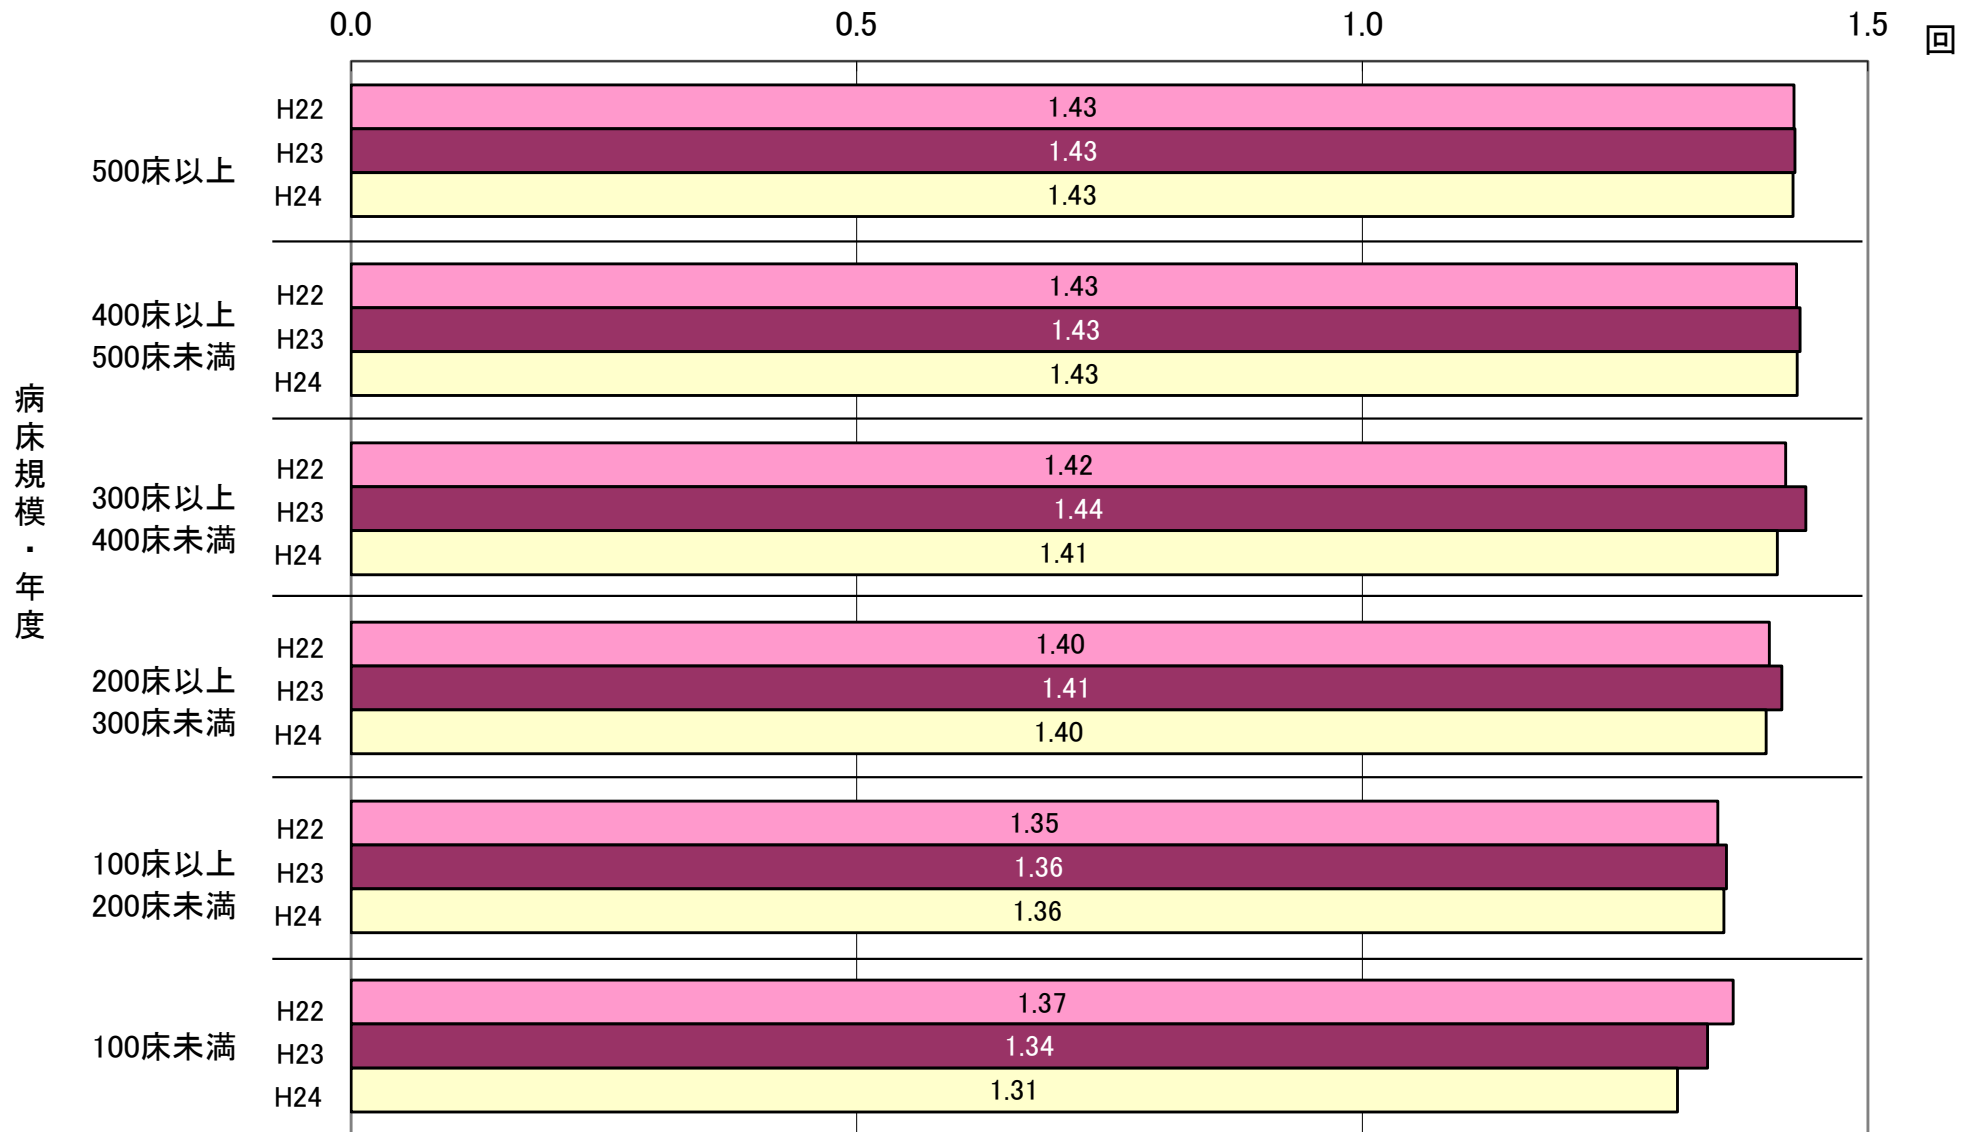 0.0 0.5 1.0 1.5 回
病床規模・年度
500床以上
H22 1.43
H23 1.43
H24 1.43
400床以上
500床未満
H22 1.43
H23 1.43
H24 1.43
300床以上
400床未満
H22 1.42
H23 1.44
H24 1.41
200床以上
300床未満
H22 1.40
H23 1.41
H24 1.40
100床以上
200床未満
H22 1.35
H23 1.36
H24 1.36
100床未満
H22 1.37
H23 1.34
H24 1.31